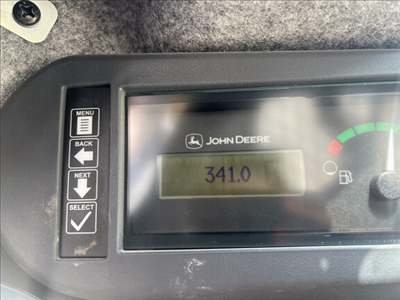 MENU
BACK
NEXT
SELECT
JOHN DEERE
341.0